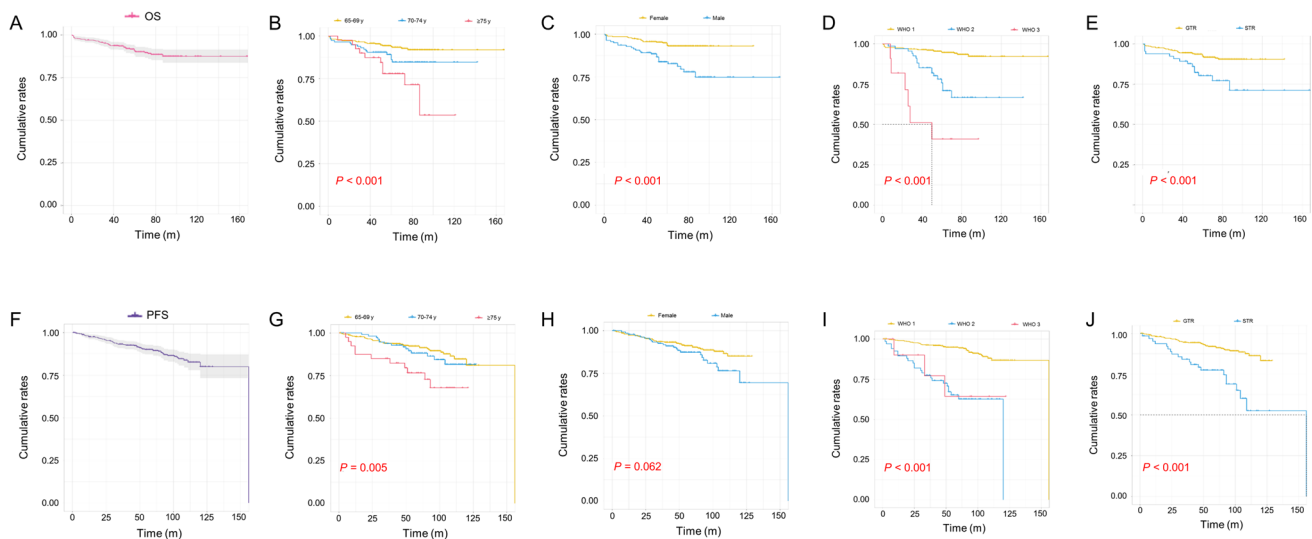 A
OS
Cumulative rates
1.00
0.75
0.50
0.25
0.00
0 40 80 120 160
Time (m)
B
65-69 y 70-74 y ≥75 y
Cumulative rates
1.00
0.75
0.50
0.25
0.00
P < 0.001
0 40 80 120 160
Time (m)
C
Female Male
Cumulative rates
1.00
0.75
0.50
0.25
0.00
P < 0.001
0 40 80 120 160
Time (m)
D
WHO 1 WHO 2 WHO 3
Cumulative rates
1.00
0.75
0.50
0.25
0.00
P < 0.001
0 40 80 120 160
Time (m)
E
GTR STR
Cumulative rates
1.00
0.75
0.50
0.25
P < 0.001
0 40 80 120 160
Time (m)
F
PFS
Cumulative rates
1.00
0.75
0.50
0.25
0.00
0 25 50 100 125 150
Time (m)
G
65-69 y 70-74 y ≥75 y
Cumulative rates
1.00
0.75
0.50
0.25
0.00
P = 0.005
0 25 50 100 125 150
Time (m)
H
Female Male
Cumulative rates
1.00
0.75
0.50
0.25
0.00
P = 0.062
0 25 50 100 125 150
Time (m)
I
WHO 1 WHO 2 WHO 3
Cumulative rates
1.00
0.75
0.50
0.25
0.00
P < 0.001
0 25 50 100 125 150
Time (m)
J
GTR STR
Cumulative rates
1.00
0.75
0.50
0.25
0.00
P < 0.001
0 25 50 100 125 150
Time (m)